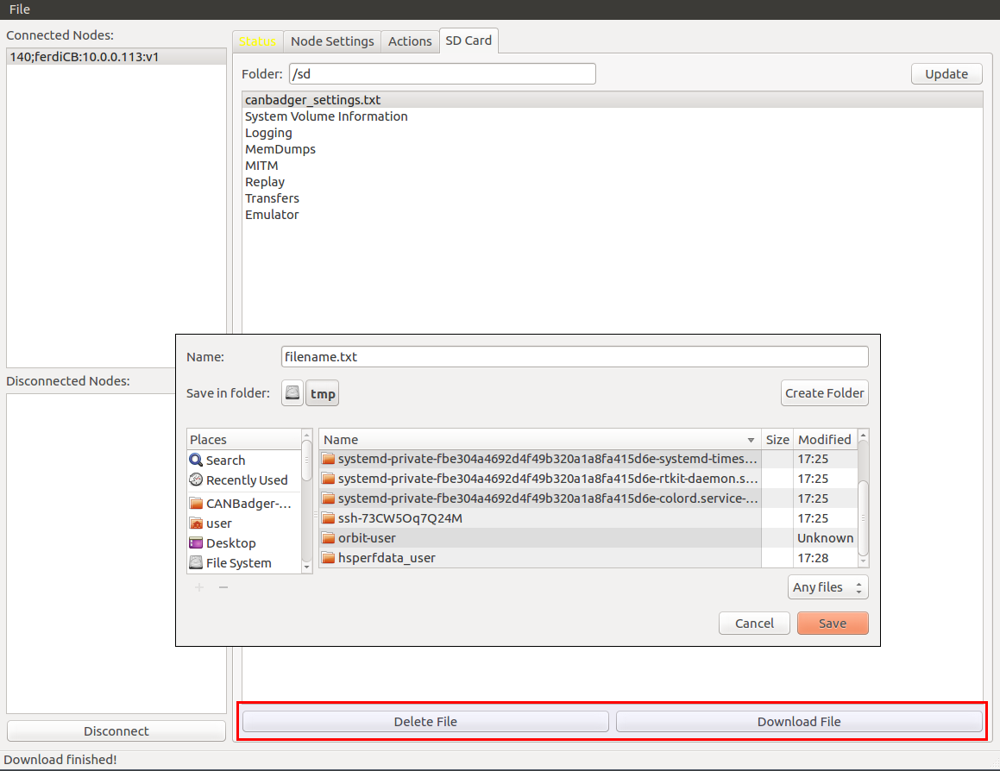 File
Connected Nodes:
140;ferdiCB:10.0.0.113:v1
Status Node Settings Actions SD Card
Folder: /sd Update
canbadger_settings.txt
System Volume Information
Logging
MemDumps
MITM
Replay
Transfers
Emulator
Disconnected Nodes:
Name: filename.txt
Save in folder: tmp Create Folder
Places
Search
Recently Used
CANBadger-...
user
Desktop
File System
Name Size Modified
systemd-private-fbe304a4692d4f49b320a1a8fa415d6e-systemd-times... 17:25
systemd-private-fbe304a4692d4f49b320a1a8fa415d6e-rtkit-daemon.s... 17:25
systemd-private-fbe304a4692d4f49b320a1a8fa415d6e-colord.service-... 17:25
ssh-73CW5Oq7Q24M 17:25
orbit-user Unknown
hsperfdata_user 17:28
Any files
Cancel Save
Delete File Download File
Disconnect
Download finished!